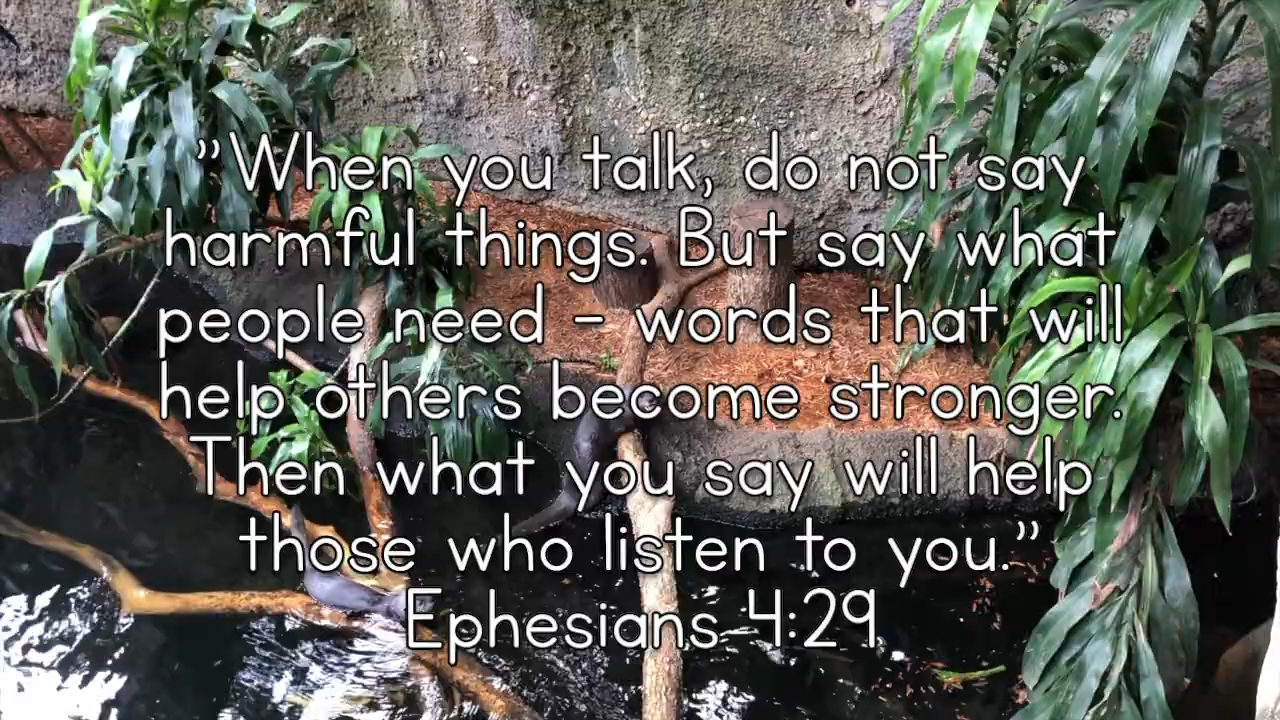 ”When you talk, do not say
harmful things. But say what
people need - words that will
help others become stronger.
Then what you say will help
those who listen to you.”
Ephesians 4:29